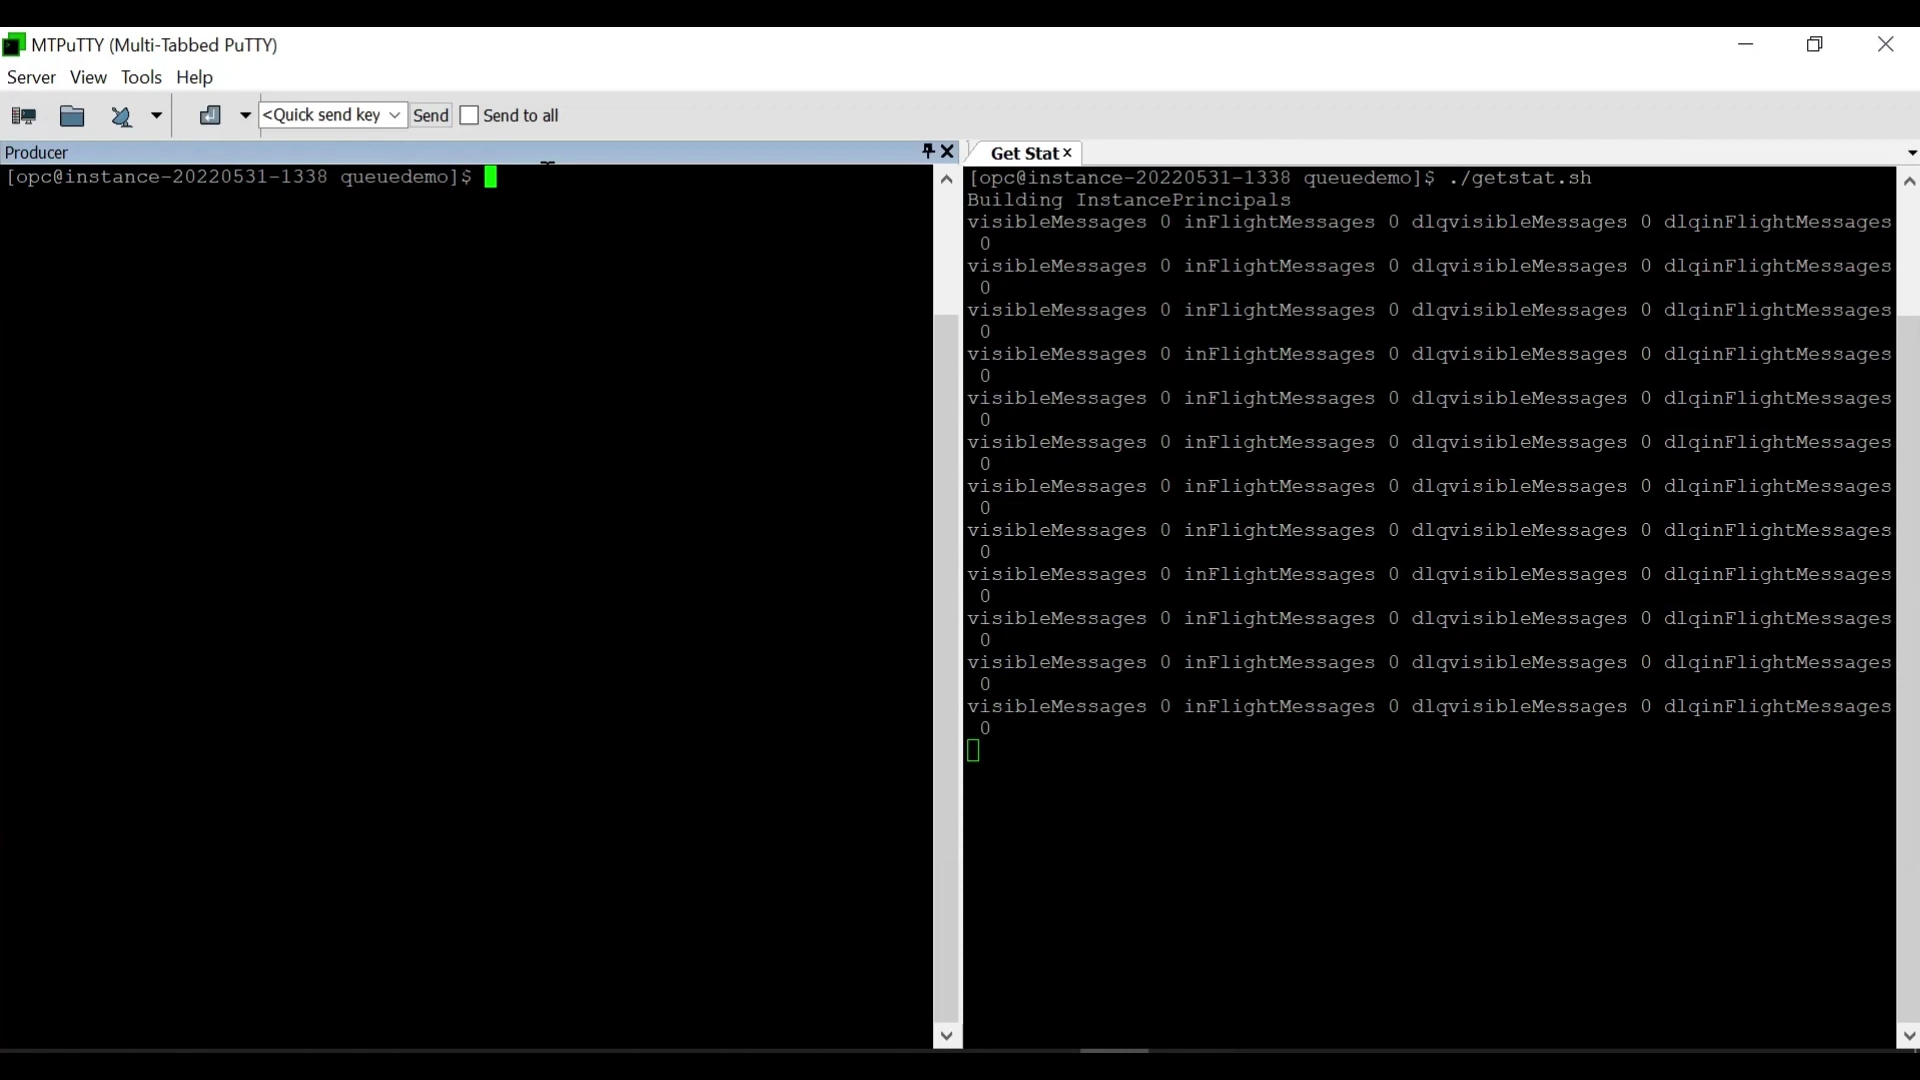 MTPuTTY (Multi-Tabbed PuTTY)
Server View Tools Help
<Quick send key Send Send to all
Producer
[opc@instance-20220531-1338 queuedemo]$
Get Stat
[opc@instance-20220531-1338 queuedemo]$ ./getstat.sh
Building InstancePrincipals
visibleMessages 0 inFlightMessages 0 dlqvisibleMessages 0 dlqinFlightMessages
0
visibleMessages 0 inFlightMessages 0 dlqvisibleMessages 0 dlqinFlightMessages
0
visibleMessages 0 inFlightMessages 0 dlqvisibleMessages 0 dlqinFlightMessages
0
visibleMessages 0 inFlightMessages 0 dlqvisibleMessages 0 dlqinFlightMessages
0
visibleMessages 0 inFlightMessages 0 dlqvisibleMessages 0 dlqinFlightMessages
0
visibleMessages 0 inFlightMessages 0 dlqvisibleMessages 0 dlqinFlightMessages
0
visibleMessages 0 inFlightMessages 0 dlqvisibleMessages 0 dlqinFlightMessages
0
visibleMessages 0 inFlightMessages 0 dlqvisibleMessages 0 dlqinFlightMessages
0
visibleMessages 0 inFlightMessages 0 dlqvisibleMessages 0 dlqinFlightMessages
0
visibleMessages 0 inFlightMessages 0 dlqvisibleMessages 0 dlqinFlightMessages
0
visibleMessages 0 inFlightMessages 0 dlqvisibleMessages 0 dlqinFlightMessages
0
visibleMessages 0 inFlightMessages 0 dlqvisibleMessages 0 dlqinFlightMessages
0